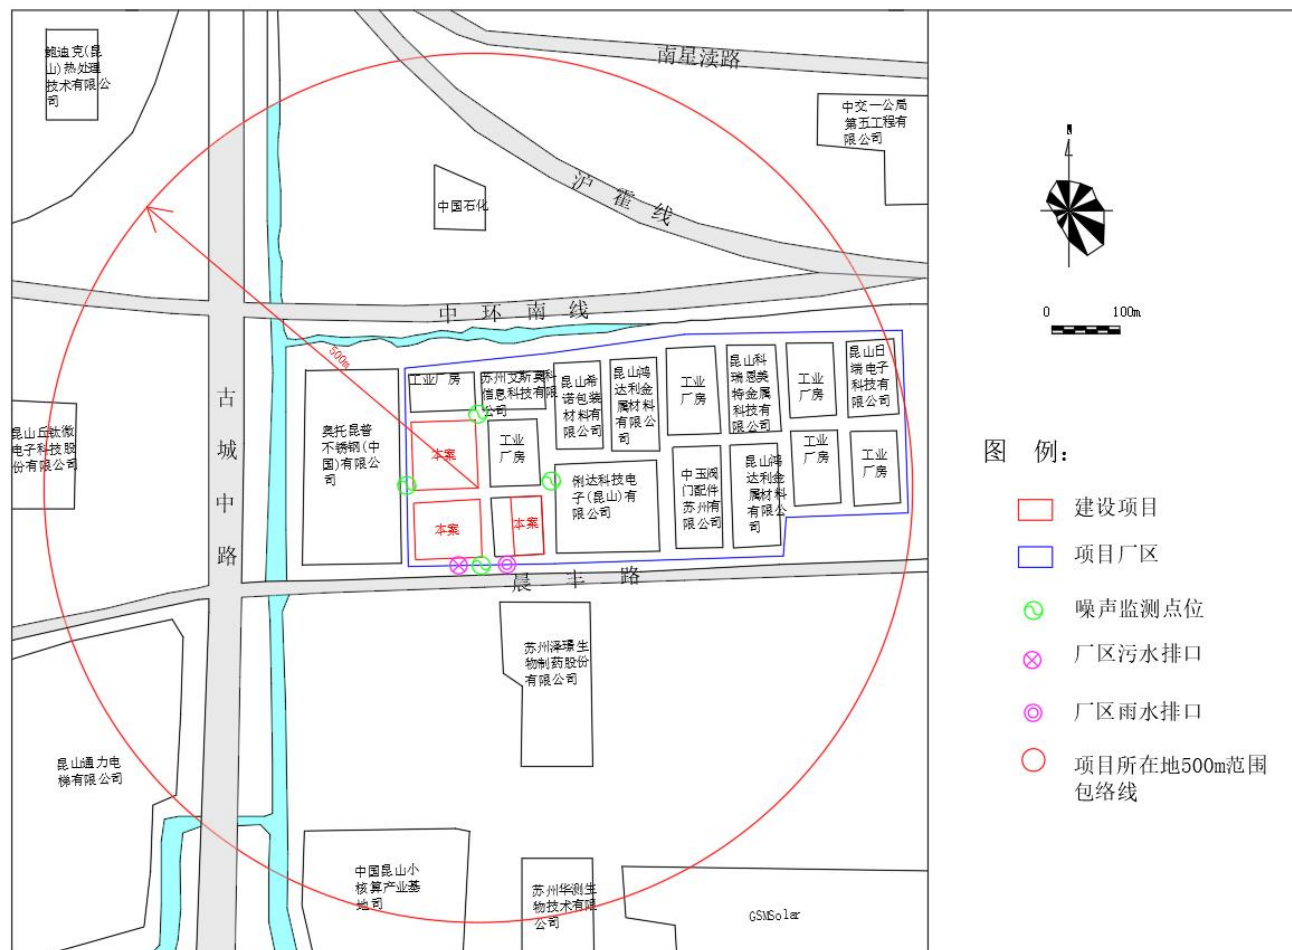 南星渎路
鲍迪克(昆
山)热处理
技术有限公
司
中交一公局
第五工程有
限公司
沪霍线
中国石化
N
0 100m
中环南线
500m
古城中路
工业厂房
苏州艾斯莫科
信息科技有限
公司
昆山希
诺包装
材料有
限公司
昆山鸿
达利金
属材料
有限公
司
工业
厂房
昆山科
瑞恩美
特金属
科技有
限公司
工业
厂房
昆山日
端电子
科技有
限公司
昆山丘钛微
电子科技股
份有限公司
奥托昆普
不锈钢(中
国)有限公
司
本案
工业
厂房
俐达科技电
子(昆山)有
限公司
中玉阀
门配件
苏州有
限公司
昆山鸿
达利金
属材料
有限公
司
工业
厂房
工业
厂房
本案
本案
晨丰路
苏州泽璟生
物制药股份
有限公司
昆山通力电
梯有限公司
中国昆山小
核算产业基
地司
苏州华测生
物技术有限
公司
GSMSolar
图 例:
建设项目
项目厂区
噪声监测点位
厂区污水排口
厂区雨水排口
项目所在地500m范围
包络线